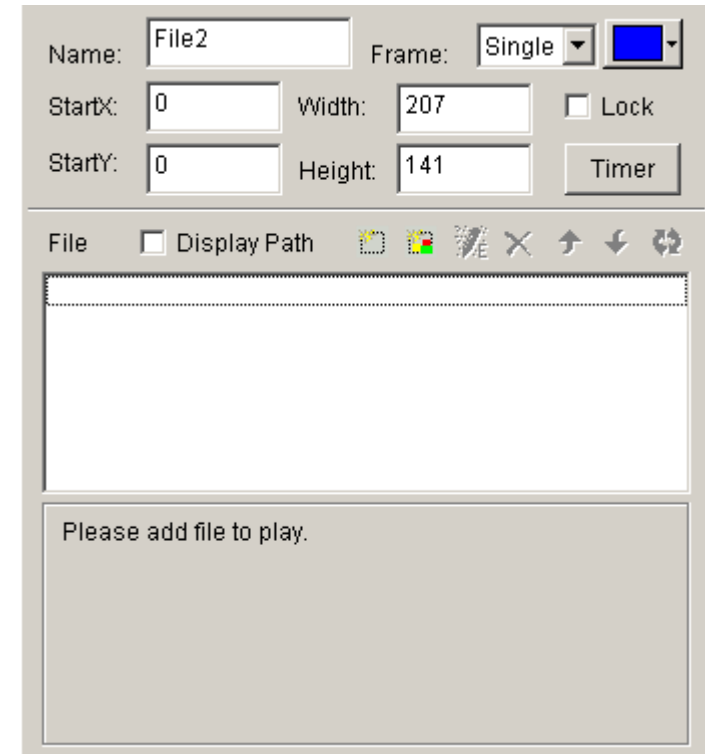 Name: File2 Frame: Single
StartX: 0 Width: 207 Lock
StartY: 0 Height: 141 Timer
File Display Path
Please add file to play.